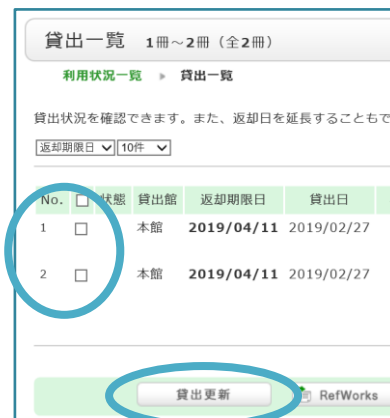 貸出一覧 1冊～2冊（全2冊）
利用状況一覧 ▸ 貸出一覧
貸出状況を確認できます。また、返却日を延長することもで
返却期限日 10件
No. 状態 貸出館 返却期限日 貸出日
1 本館 2019/04/11 2019/02/27
2 本館 2019/04/11 2019/02/27
貸出更新 RefWorks